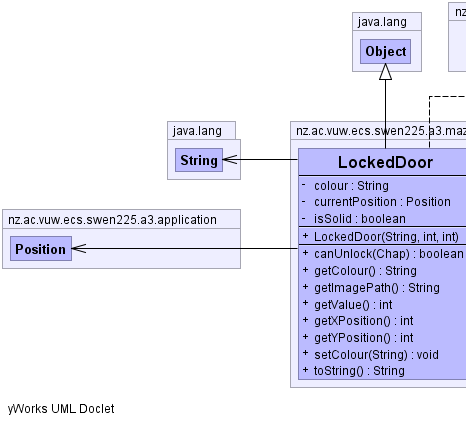 java.lang
nz.
Object
java.lang
String
nz.ac.vuw.ecs.swen225.a3.maz
LockedDoor
- colour : String
- currentPosition : Position
- isSolid : boolean
+ LockedDoor(String, int, int)
+ canUnlock(Chap) : boolean
+ getColour() : String
+ getImagePath() : String
+ getValue() : int
+ getXPosition() : int
+ getYPosition() : int
+ setColour(String) : void
+ toString() : String
nz.ac.vuw.ecs.swen225.a3.application
Position
yWorks UML Doclet